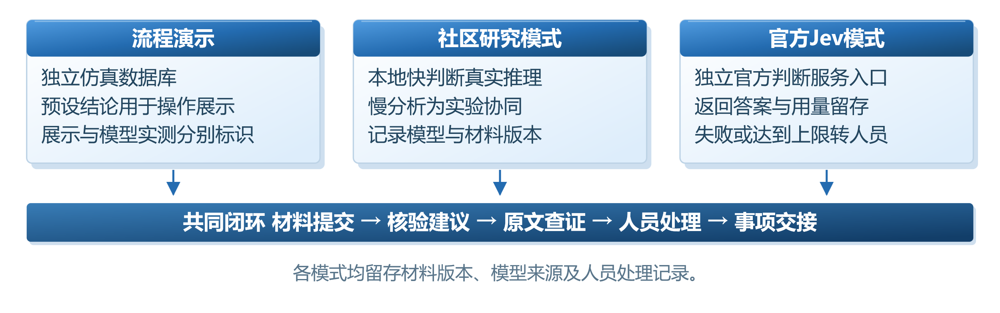 流程演示
独立仿真数据库
预设结论用于操作展示
演示与模型实测分别标识
社区研究模式
本地快判断真实推理
慢分析为实验协同
记录模型与材料版本
官方Jev模式
独立官方判断服务入口
返回答案与用量留存
失败或达到上限转人员
共同闭环 材料提交 → 核第建议 → 原文查证 → 人员处理 → 事项交接
各模式均留存材料版本、模型来源及人员处理记录。